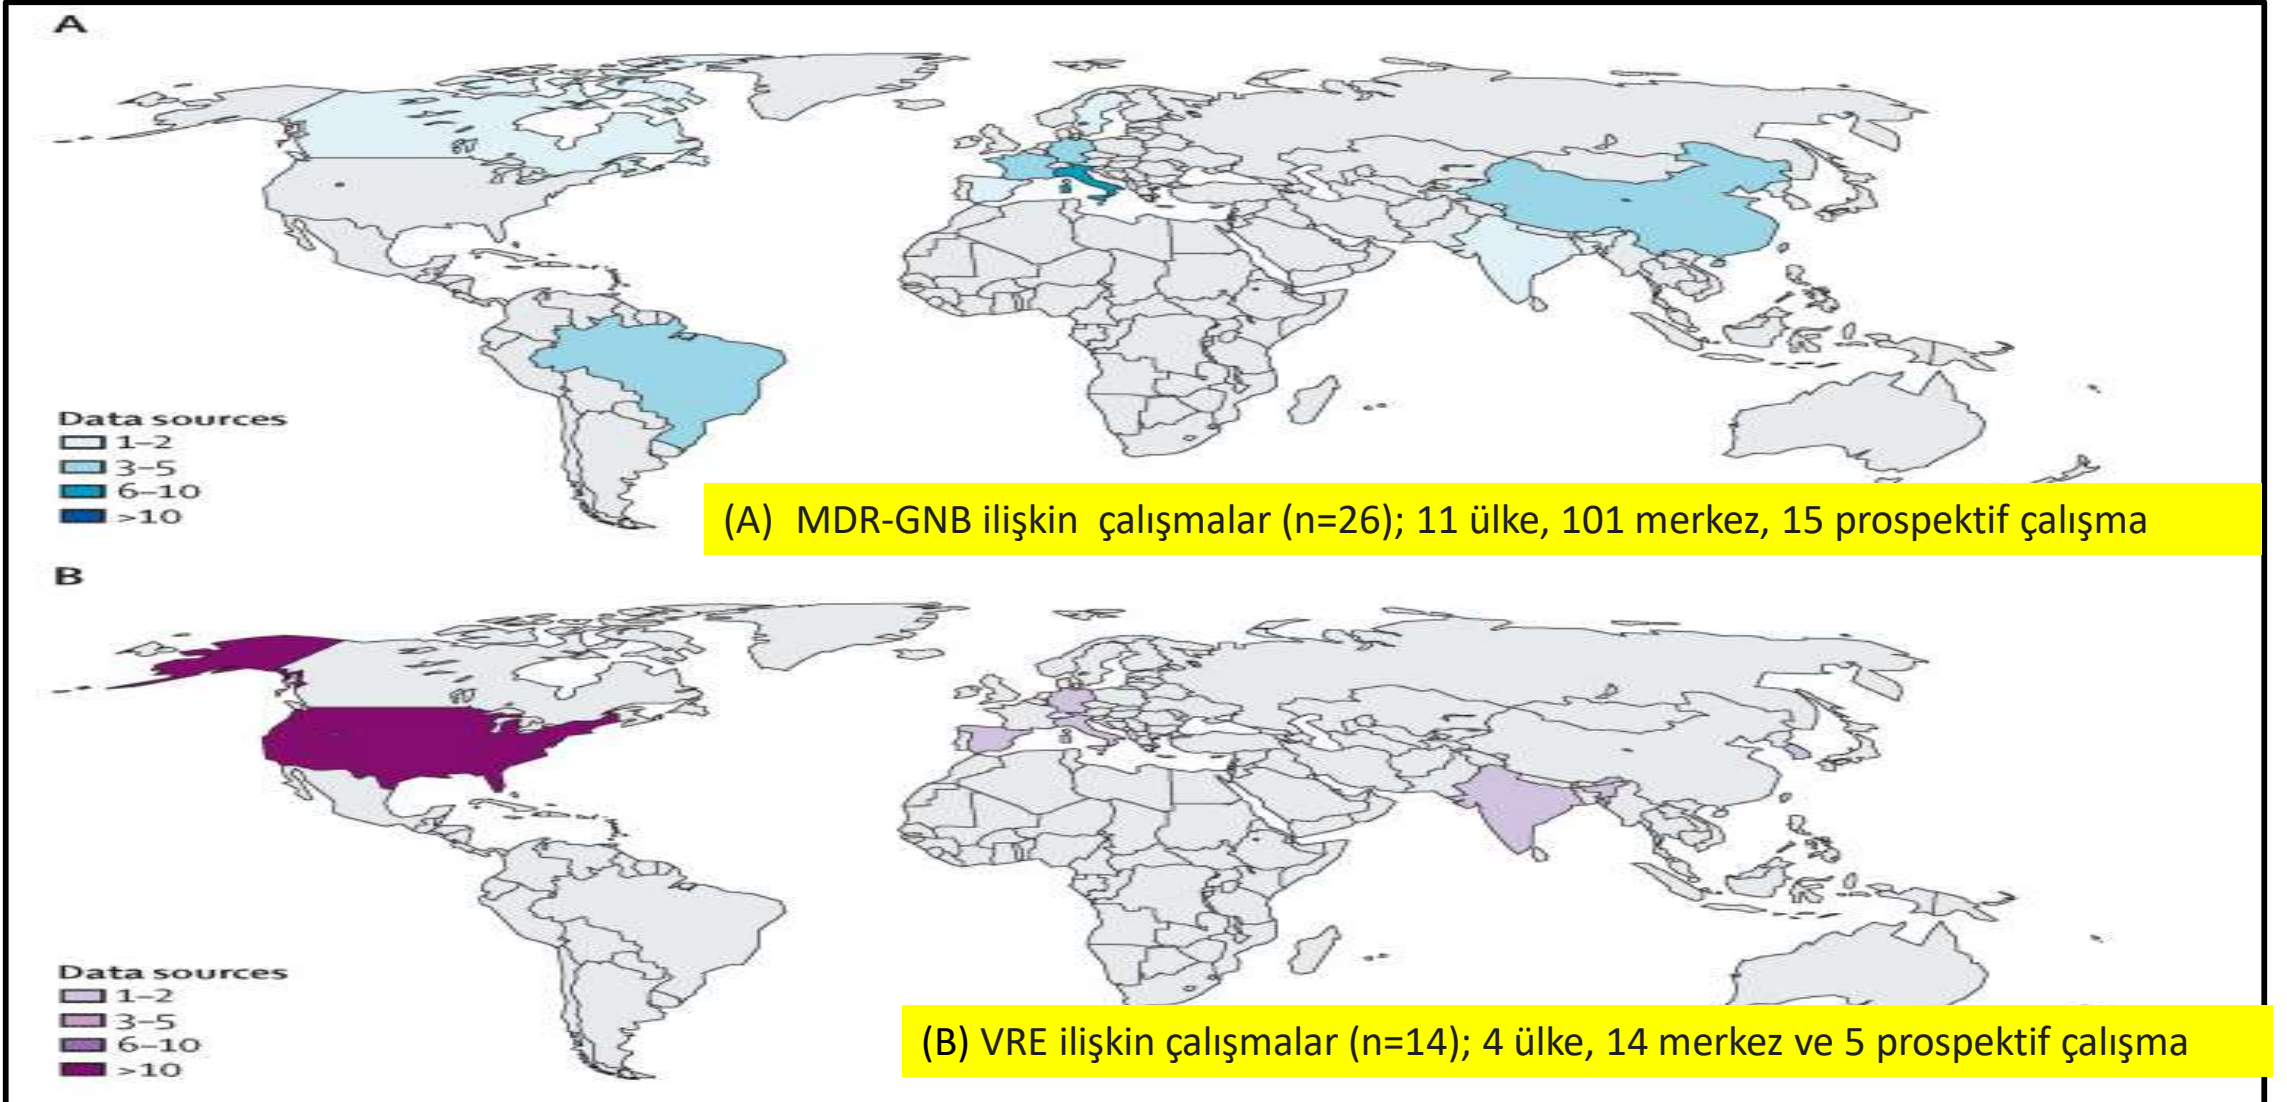 A
Data sources
1–2
3–5
6–10
>10
(A) MDR-GNB ilişkin çalışmalar (n=26); 11 ülke, 101 merkez, 15 prospektif çalışma
B
Data sources
1–2
3–5
6–10
>10
(B) VRE ilişkin çalışmalar (n=14); 4 ülke, 14 merkez ve 5 prospektif çalışma